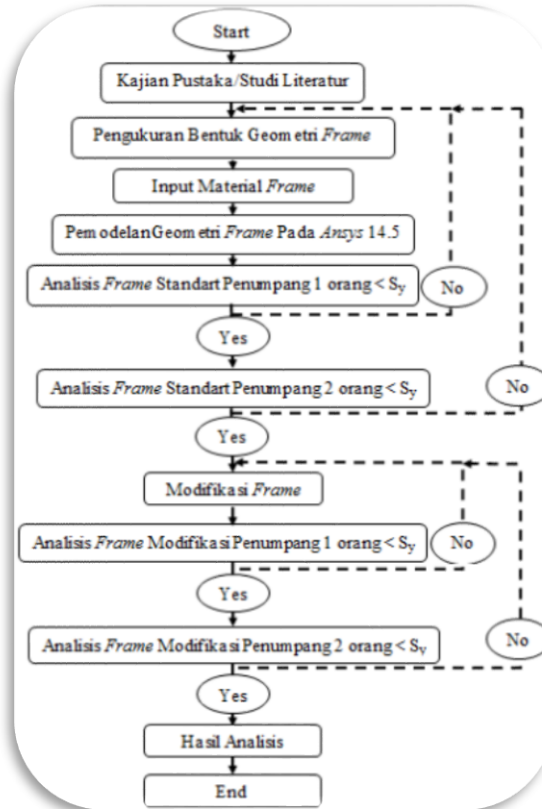 Start
Kajian Pustaka/Studi Literatur
Pengukuran Bentuk Geometri Frame
Input Material Frame
Pemodelan Geometri Frame Pada Ansys 14.5
Analisis Frame Standart Penumpang 1 orang < Sy
No
Yes
Analisis Frame Standart Penumpang 2 orang < Sy
No
Yes
Modifikasi Frame
Analisis Frame Modifikasi Penumpang 1 orang < Sy
No
Yes
Analisis Frame Modifikasi Penumpang 2 orang < Sy
No
Yes
Hasil Analisis
End